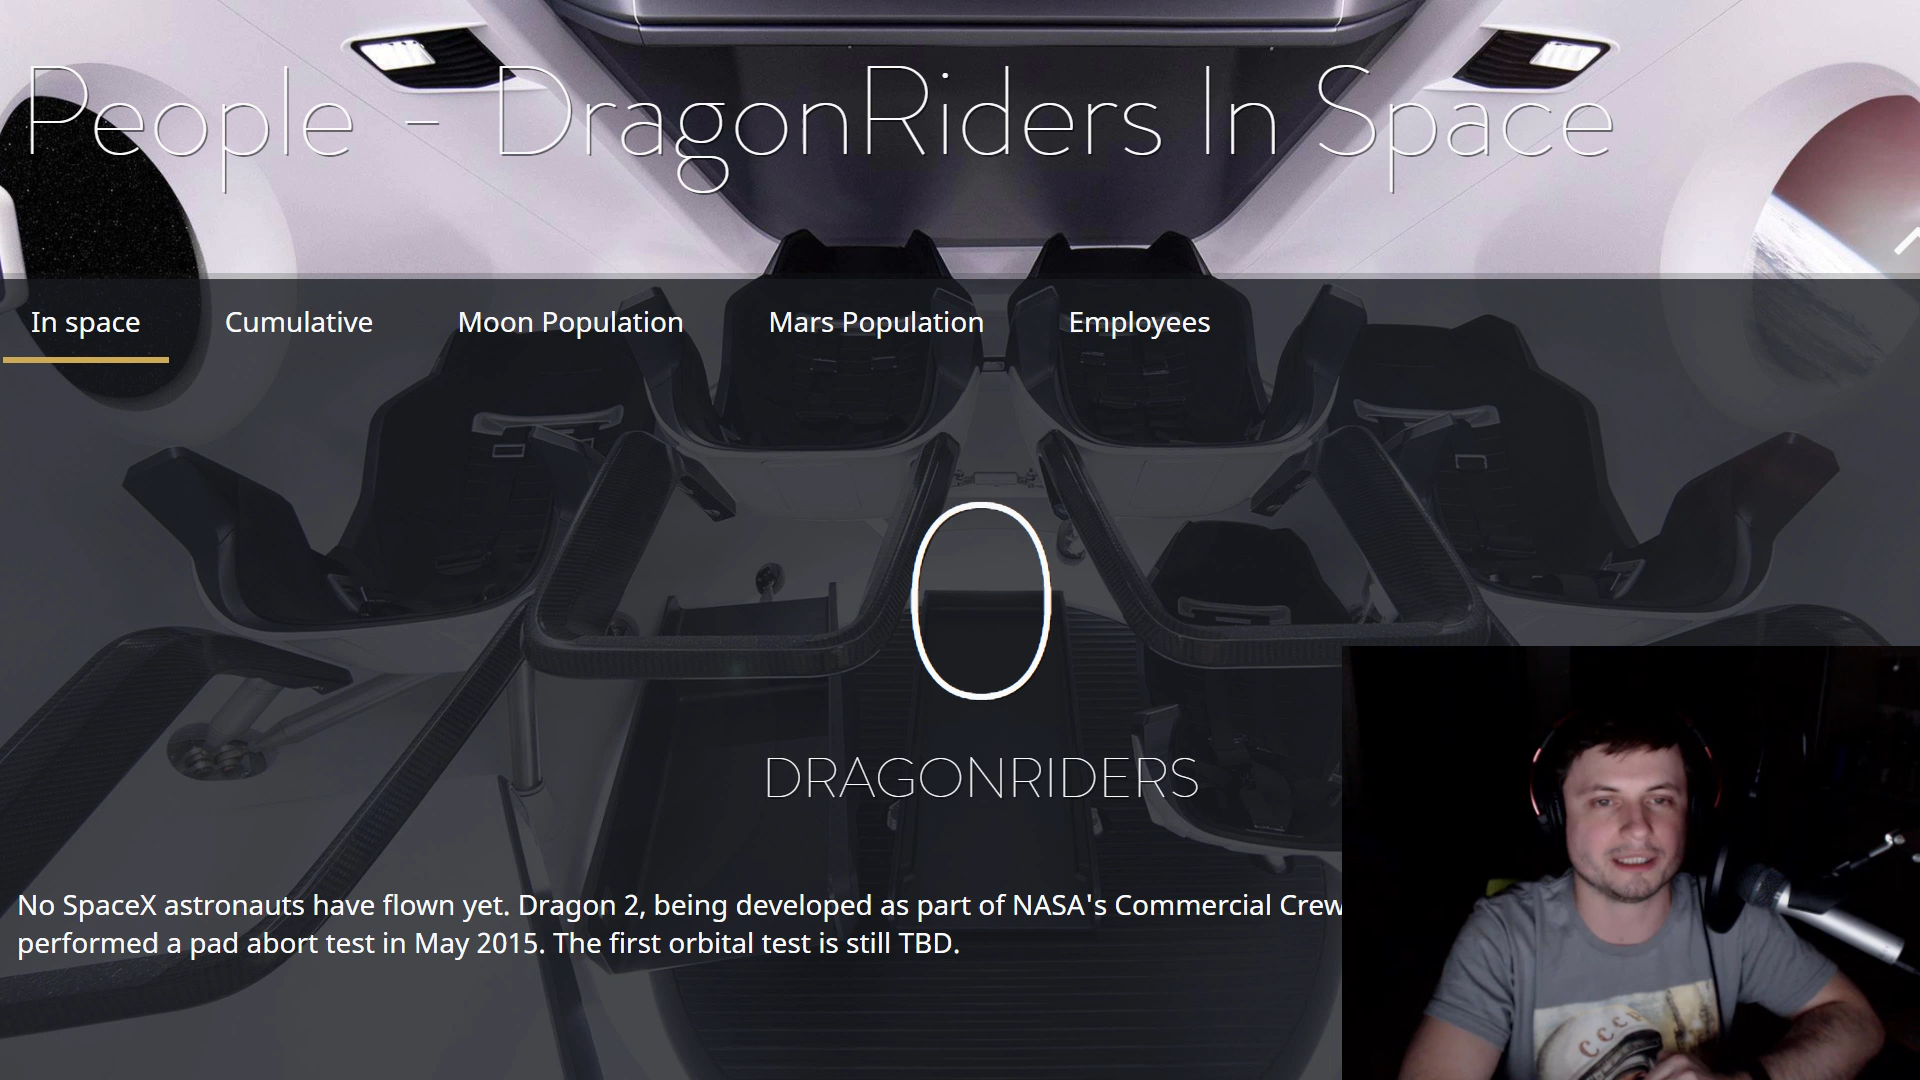 People - DragonRiders In Space
In space Cumulative Moon Population Mars Population Employees
0
DRAGONRIDERS
No SpaceX astronauts have flown yet. Dragon 2, being developed as part of NASA's Commercial Crew
performed a pad abort test in May 2015. The first orbital test is still TBD.
CCCP